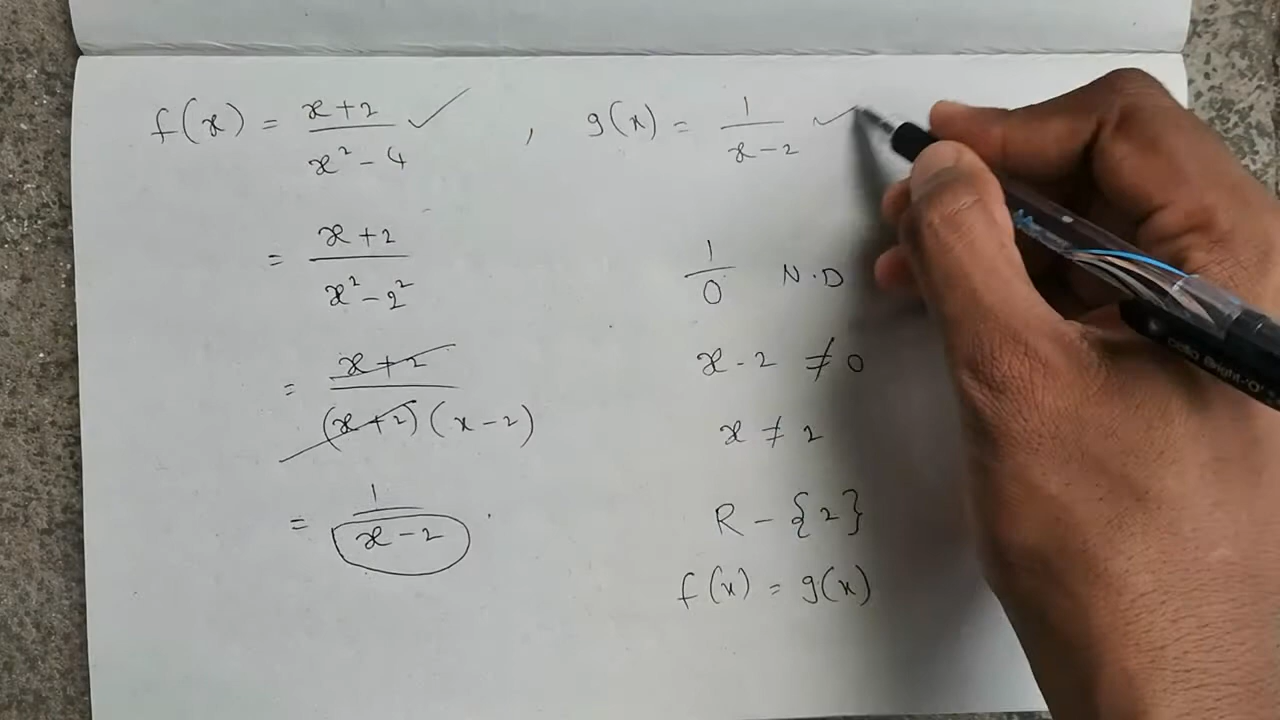 f(x) = x+2 / x² - 4 ✓ , g(x) = 1 / x-2 ✓
= x+2 / x² - 2²
= x+2 / (x+2)(x-2)
= 1 / x-2
1 / 0 N.D
x - 2 ≠ 0
x ≠ 2
R - {2}
f(x) = g(x)